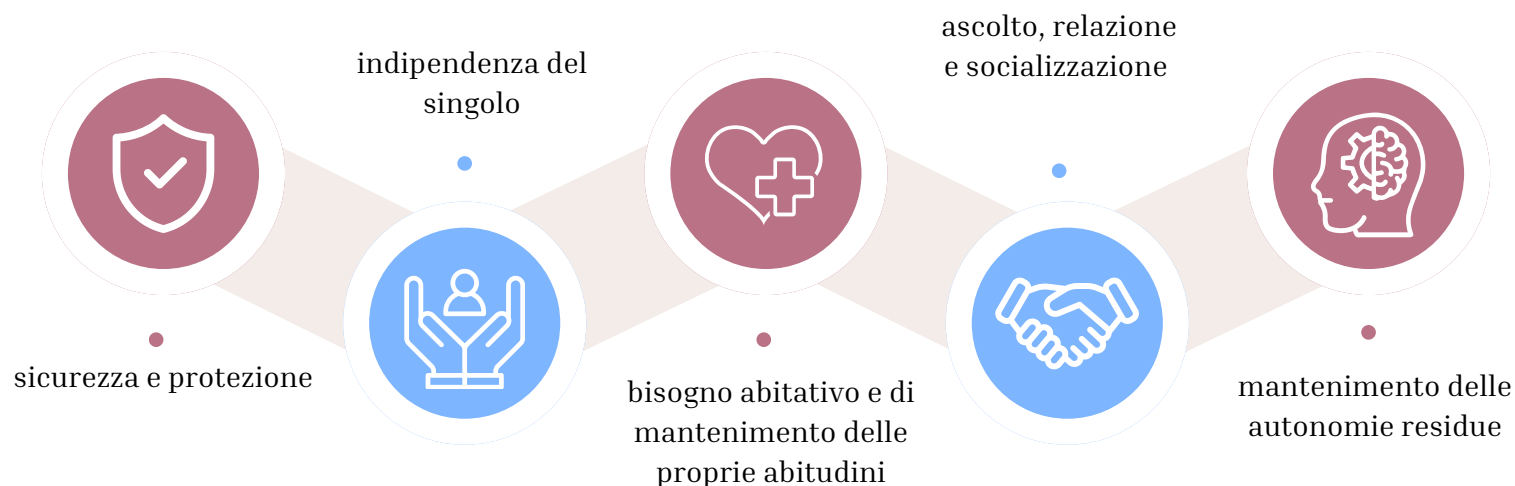 sicurezza e protezione
indipendenza del
singolo
bisogno abitativo e di
mantenimento delle
proprie abitudini
ascolto, relazione
e socializzazione
mantenimento delle
autonomie residue